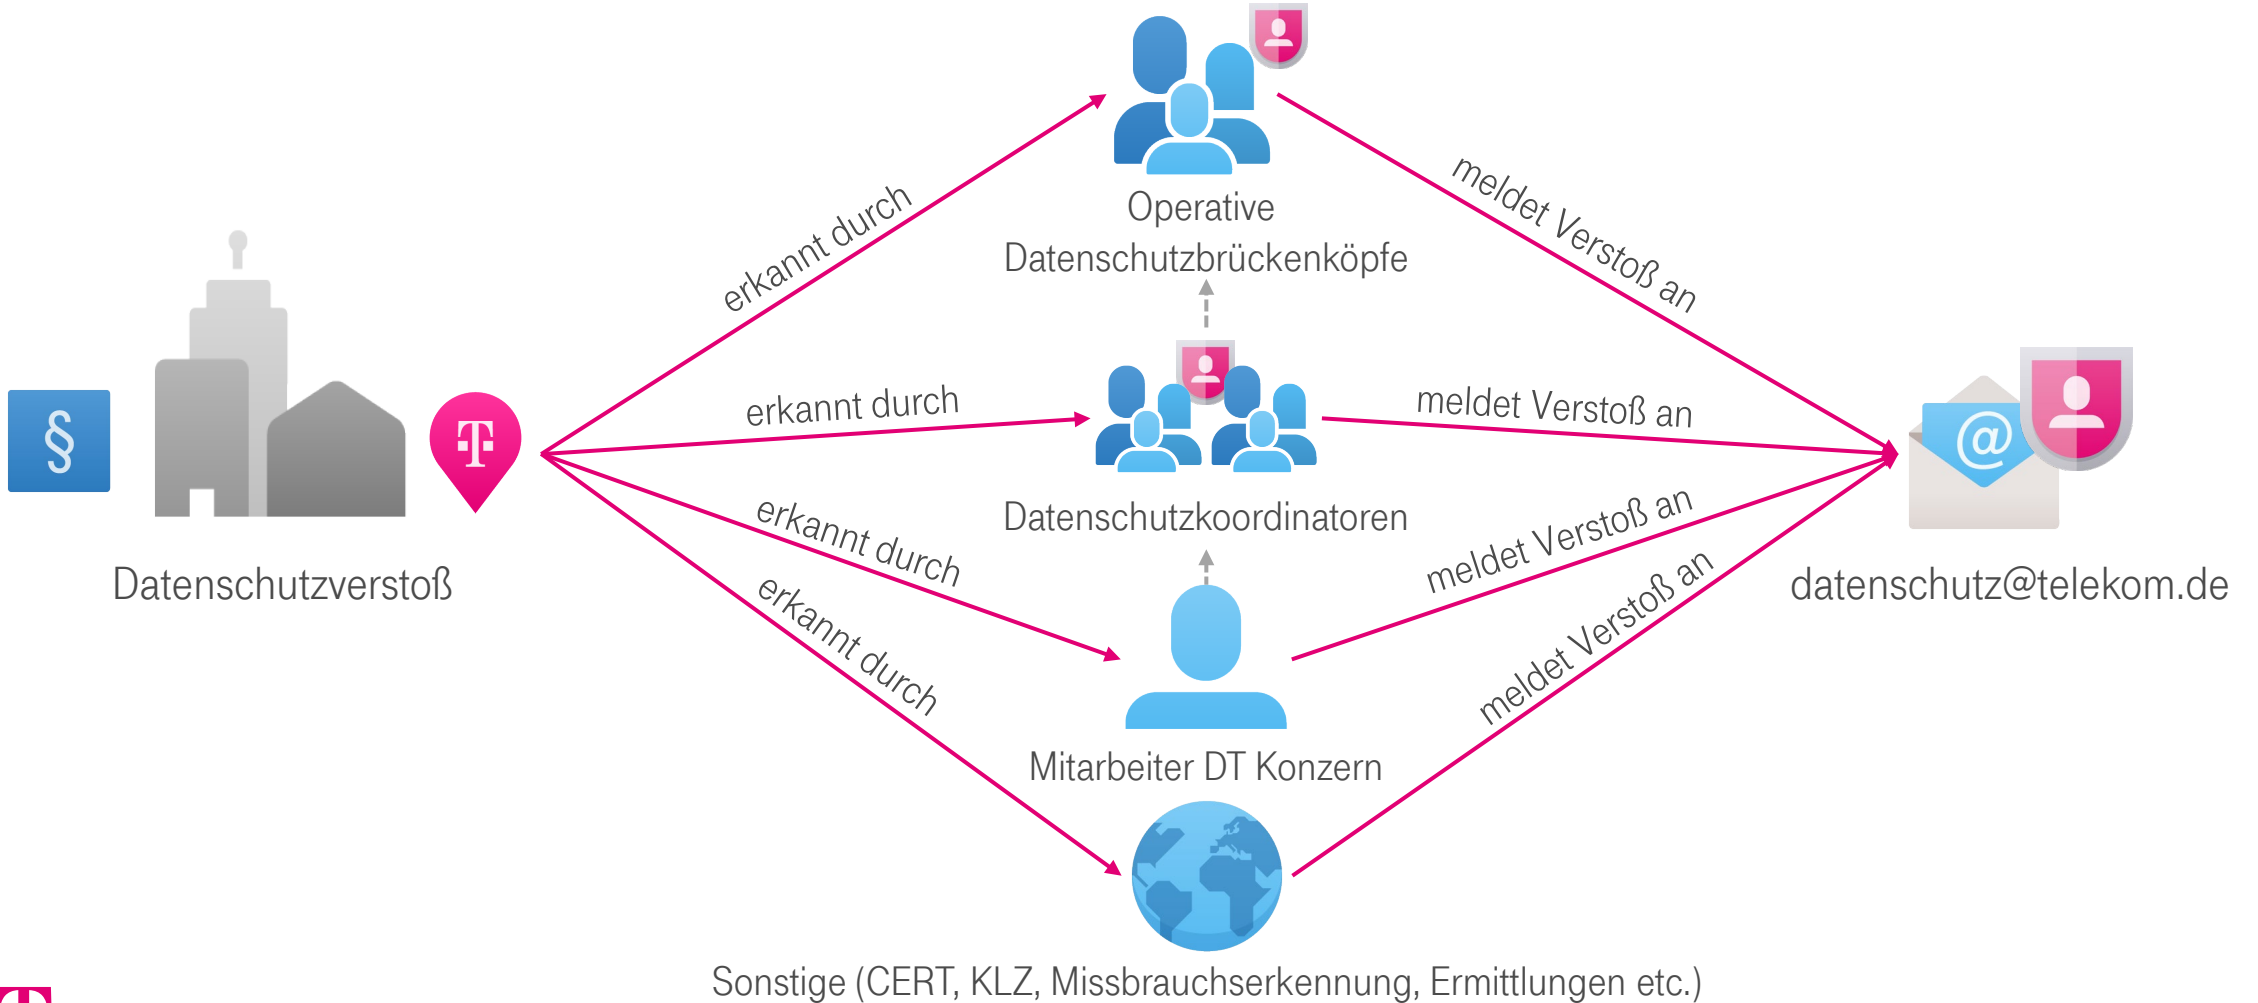 Operative
Datenschutzbrückenköpfe
erkannt durch
meldet Verstoß an
§
T
erkannt durch
meldet Verstoß an
@
Datenschutzkoordinatoren
erkannt durch
meldet Verstoß an
Datenschutzverstoß
datenschutz@telekom.de
erkannt durch
meldet Verstoß an
Mitarbeiter DT Konzern
Sonstige (CERT, KLZ, Missbrauchserkennung, Ermittlungen etc.)
T